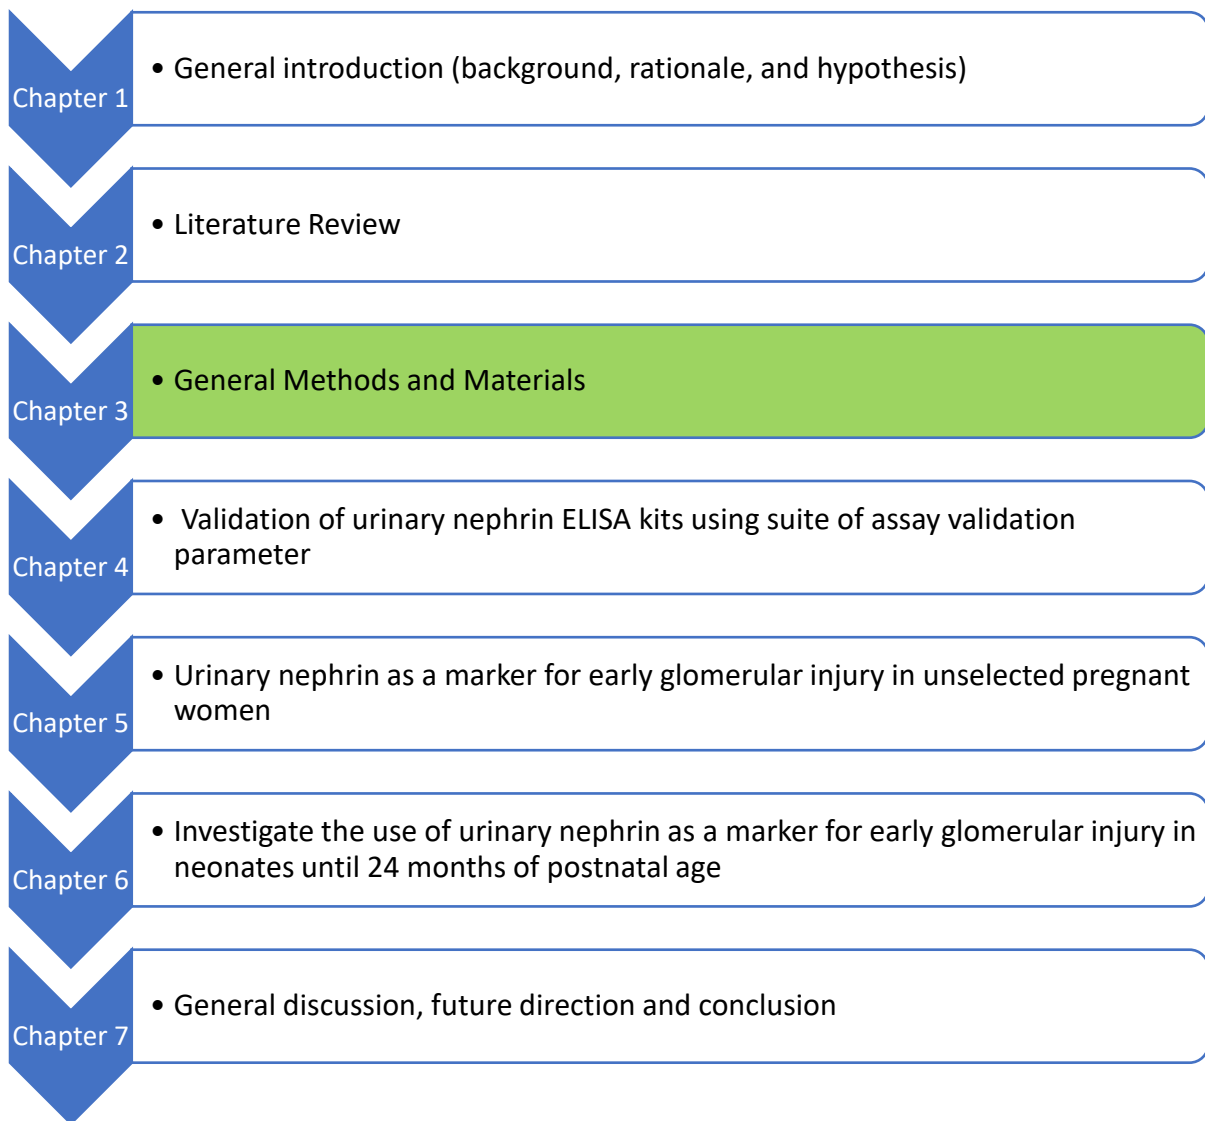 Chapter 1
• General introduction (background, rationale, and hypothesis)
Chapter 2
• Literature Review
Chapter 3
• General Methods and Materials
Chapter 4
• Validation of urinary nephrin ELISA kits using suite of assay validation
parameter
Chapter 5
• Urinary nephrin as a marker for early glomerular injury in unselected pregnant
women
Chapter 6
• Investigate the use of urinary nephrin as a marker for early glomerular injury in
neonates until 24 months of postnatal age
Chapter 7
• General discussion, future direction and conclusion